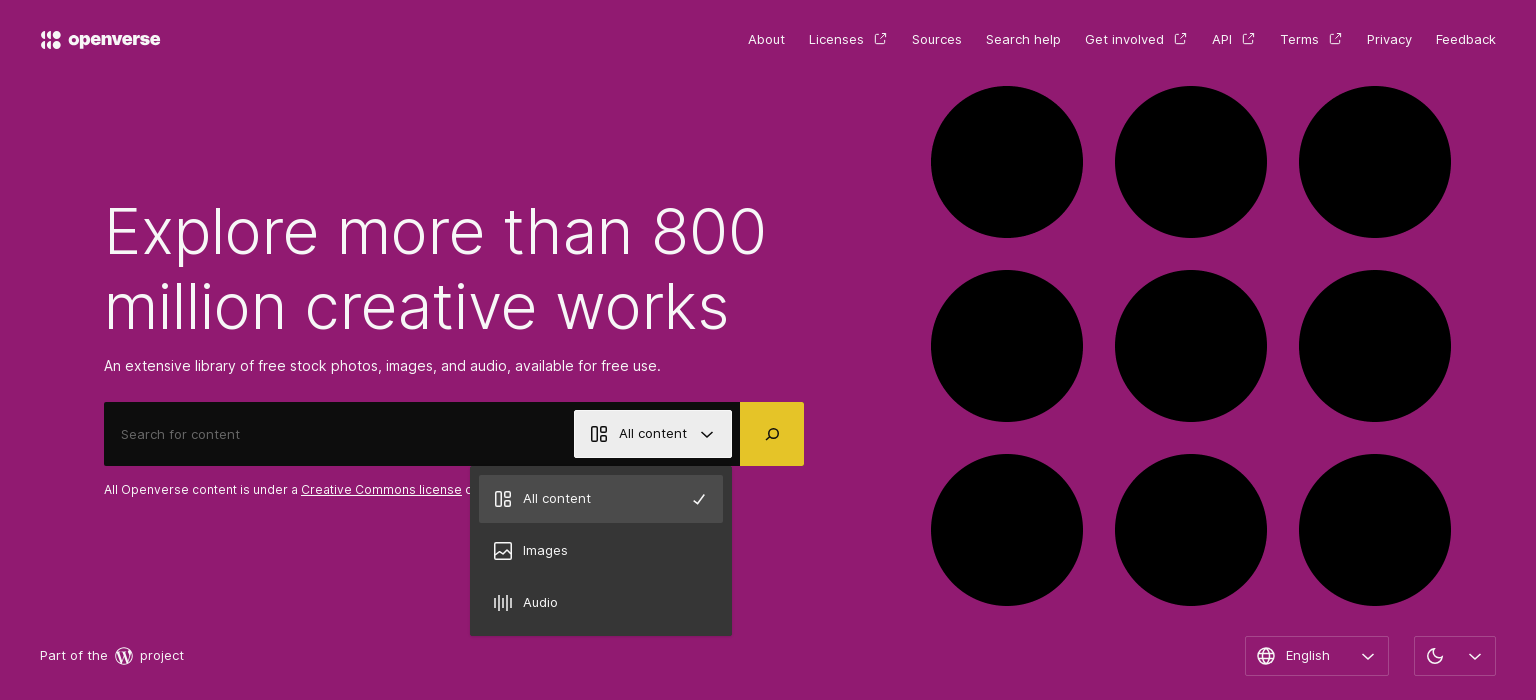 openverse
About Licenses Sources Search help Get involved API Terms Privacy Feedback
Explore more than 800
million creative works
An extensive library of free stock photos, images, and audio, available for free use.
Search for content
All content
All Openverse content is under a Creative Commons license
All content
Images
Audio
Part of the project
English